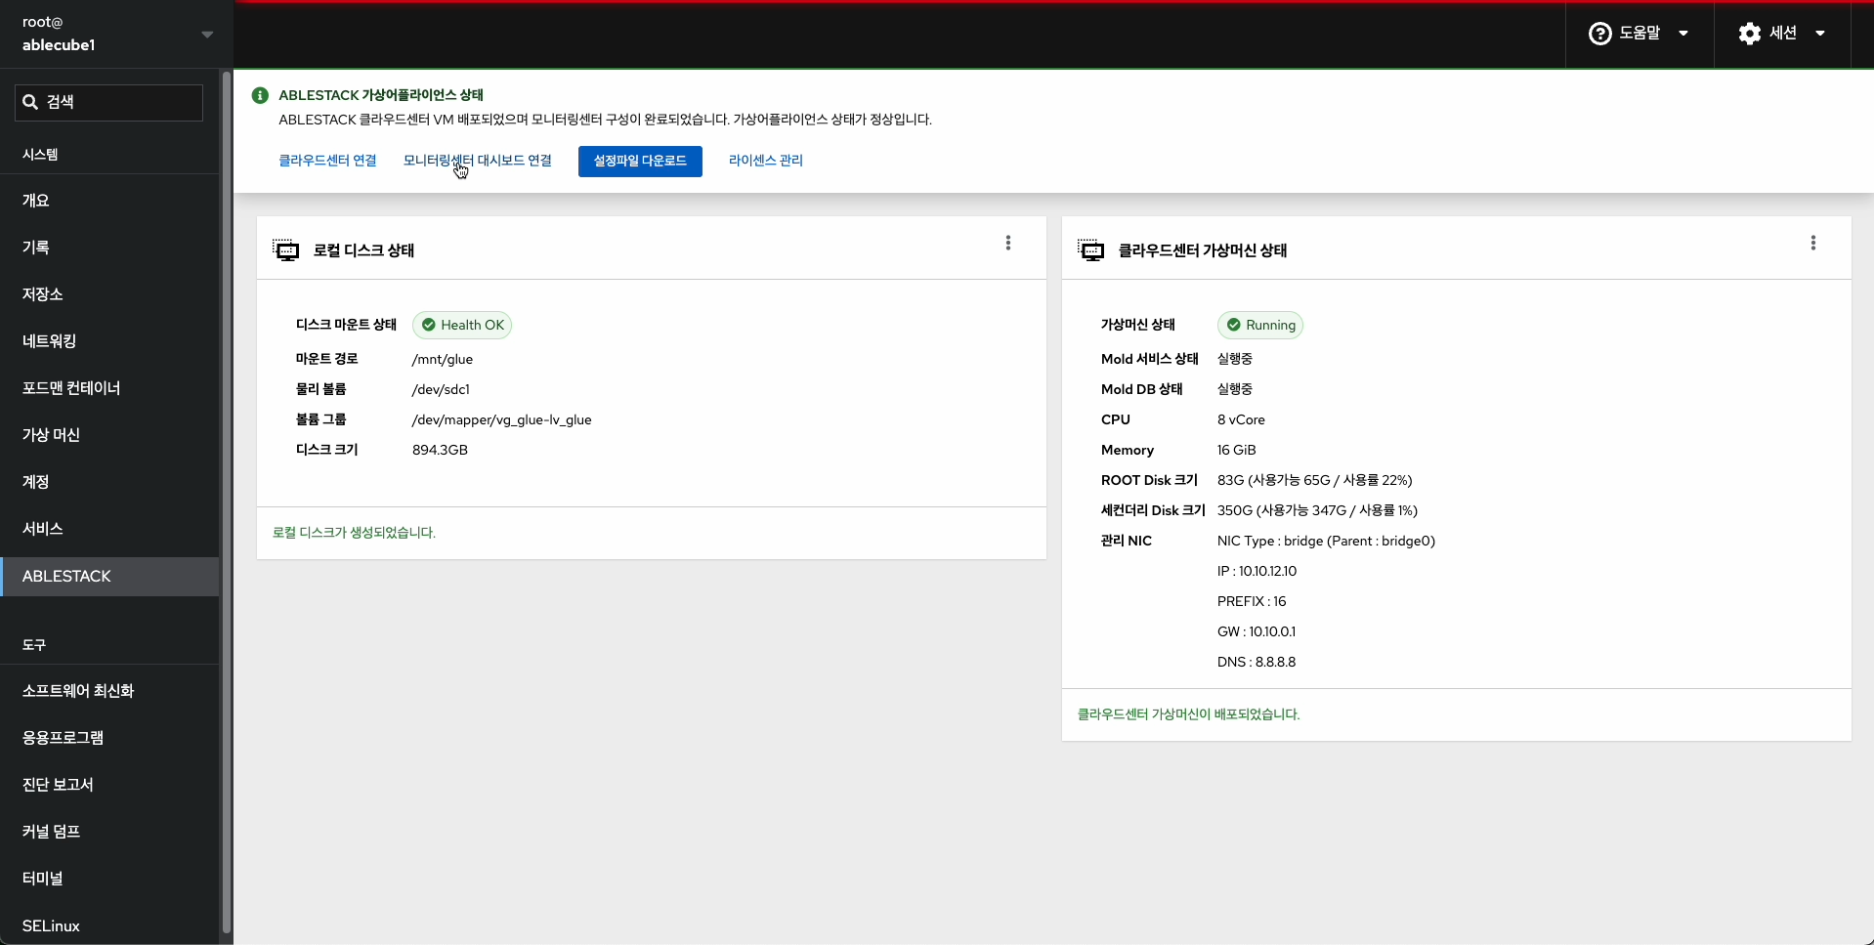 root@
ablecube1
도움말
세션
검색
시스템
개요
기록
저장소
네트워킹
포드맨 컨테이너
가상 머신
계정
서비스
ABLESTACK
도구
소프트웨어 최신화
응용프로그램
진단 보고서
커널 덤프
터미널
SELinux
ABLESTACK 가상어플라이언스 상태
ABLESTACK 클라우드센터 VM 배포되었으며 모니터링센터 구성이 완료되었습니다. 가상어플라이언스 상태가 정상입니다.
클라우드센터 연결 모니터링센터 대시보드 연결 설정파일 다운로드 라이센스 관리
로컬 디스크 상태
디스크 마운트 상태 Health OK
마운트 경로 /mnt/glue
물리 볼륨 /dev/sdc1
볼륨 그룹 /dev/mapper/vg_glue-lv_glue
디스크 크기 894.3GB
로컬 디스크가 생성되었습니다.
클라우드센터 가상머신 상태
가상머신 상태 Running
Mold 서비스 상태 실행중
Mold DB 상태 실행중
CPU 8 vCore
Memory 16 GiB
ROOT Disk 크기 83G (사용가능 65G / 사용률 22%)
세컨더리 Disk 크기 350G (사용가능 347G / 사용률 1%)
관리 NIC NIC Type : bridge (Parent : bridge0)
IP : 10.10.12.10
PREFIX : 16
GW : 10.10.0.1
DNS : 8.8.8.8
클라우드센터 가상머신이 배포되었습니다.